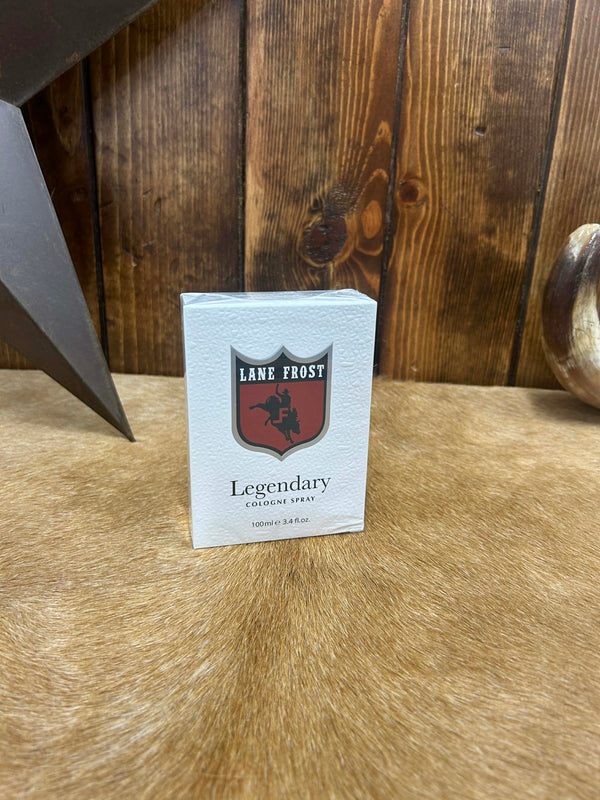 LANE FROST
F
Legendary
COLOGNE SPRAY
100ml ℮ 3.4 fl.oz.